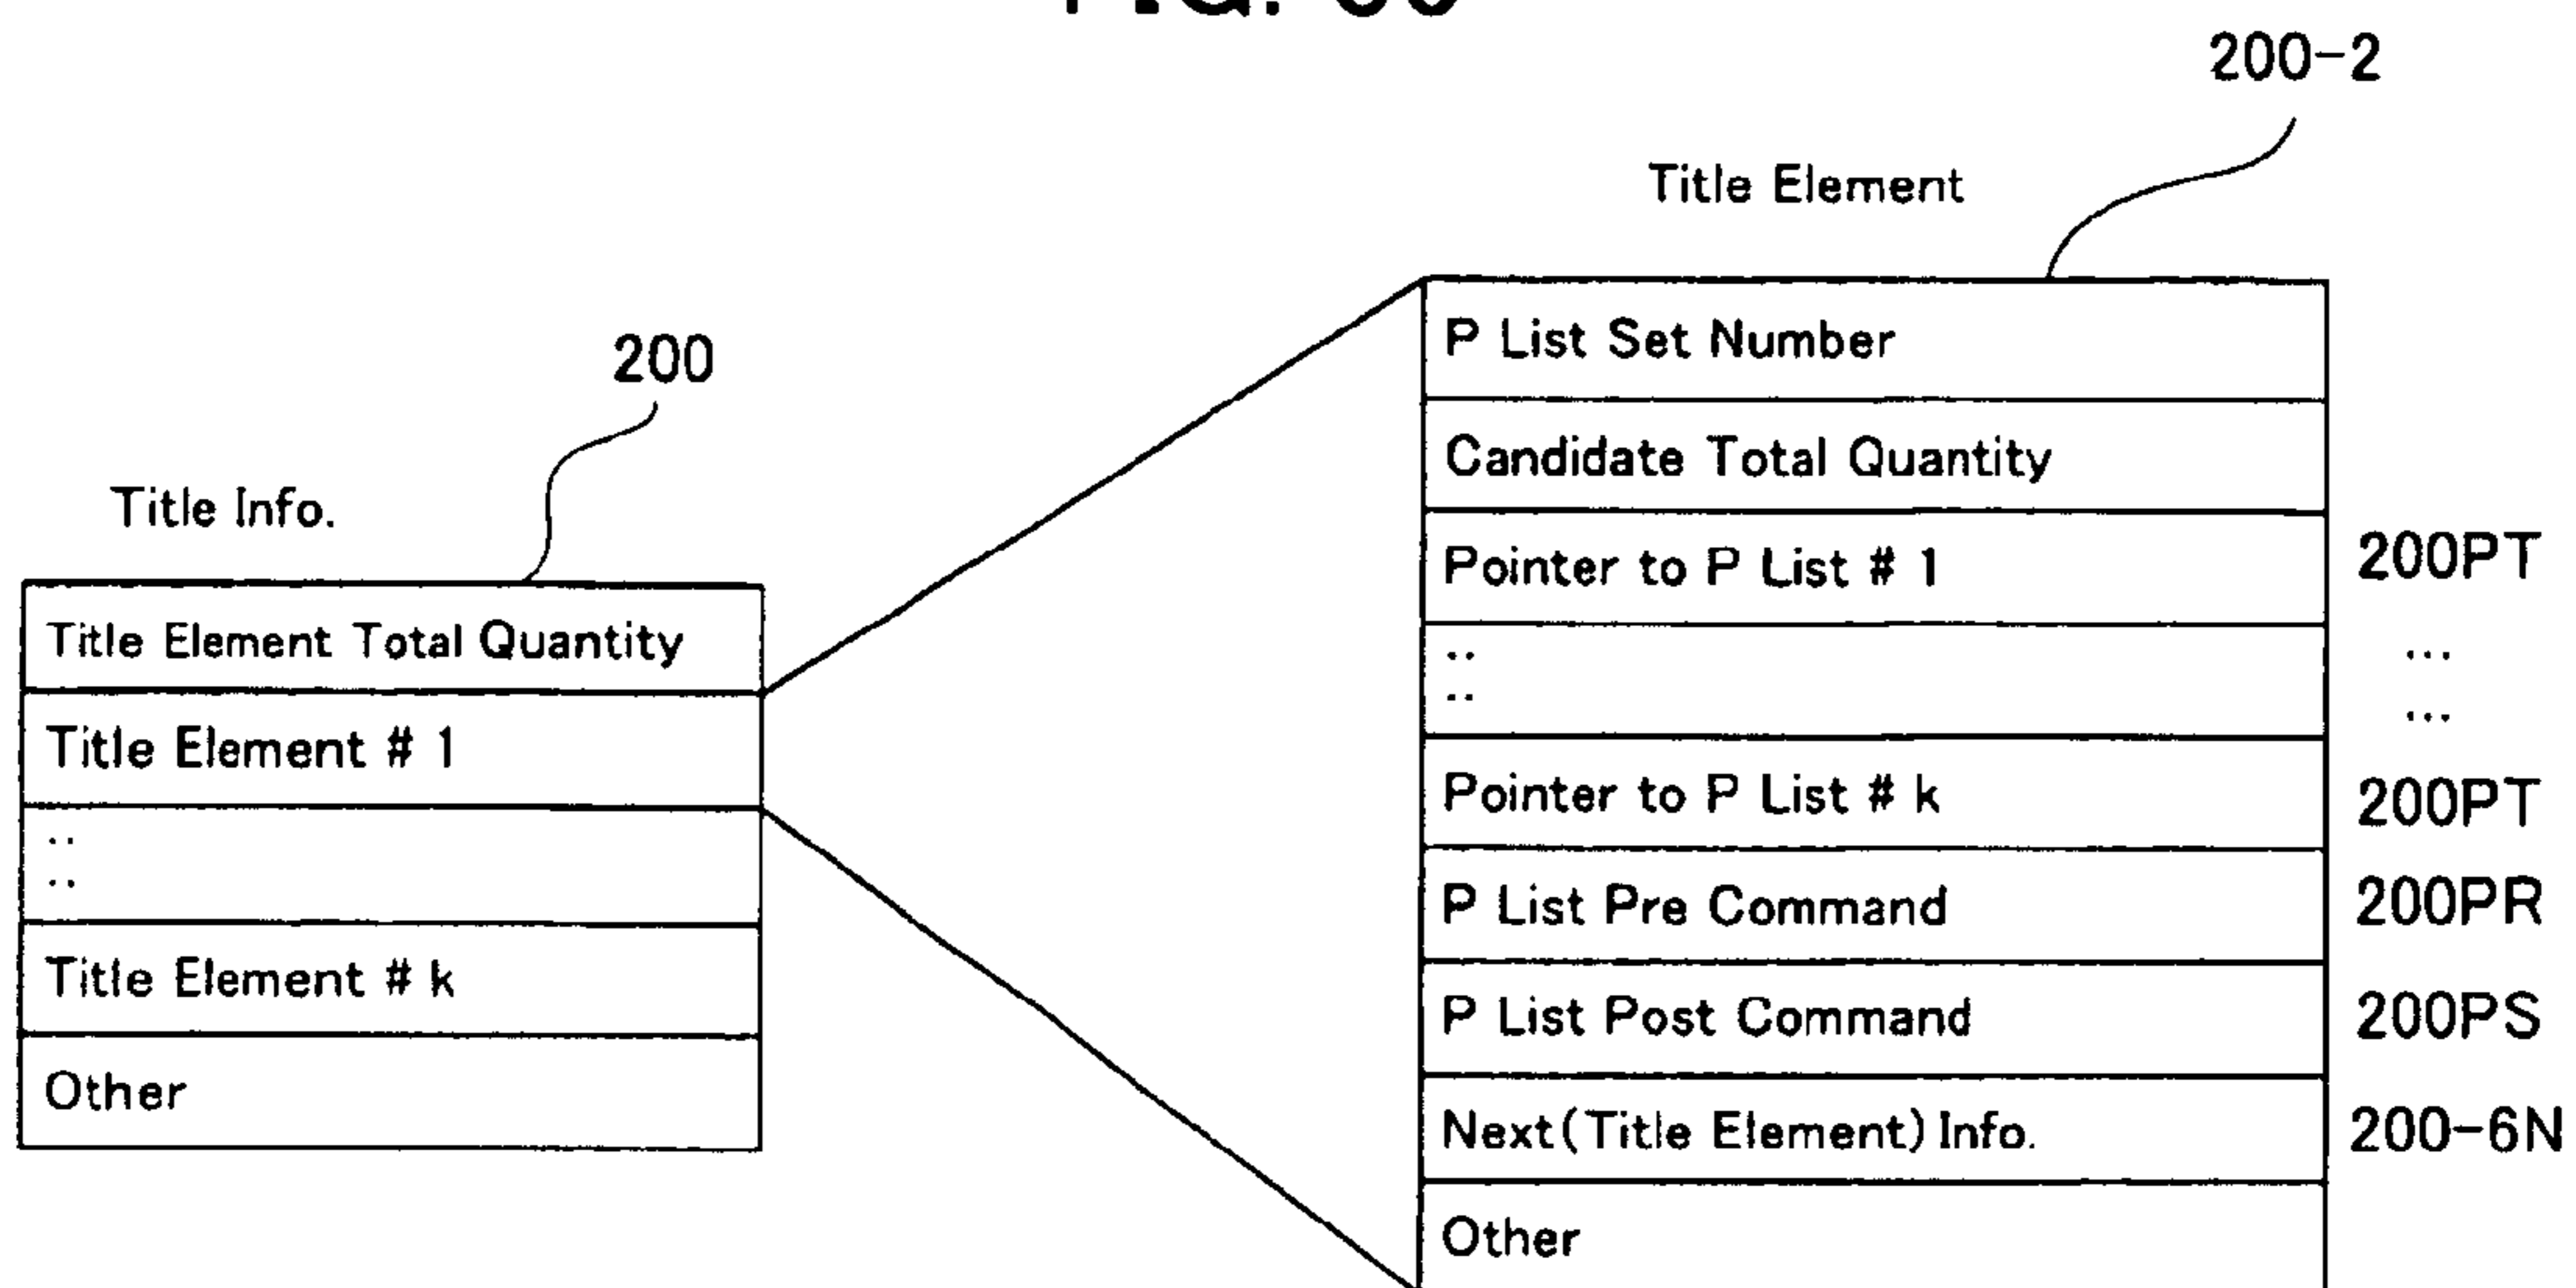 200-2
Title Element
P List Set Number
Candidate Total Quantity
Pointer to P List # 1 200PT
:: ...
:: ...
Pointer to P List # k 200PT
P List Pre Command 200PR
P List Post Command 200PS
Next(Title Element) Info. 200-6N
Other
200
Title Info.
Title Element Total Quantity
Title Element # 1
::
::
Title Element # k
Other